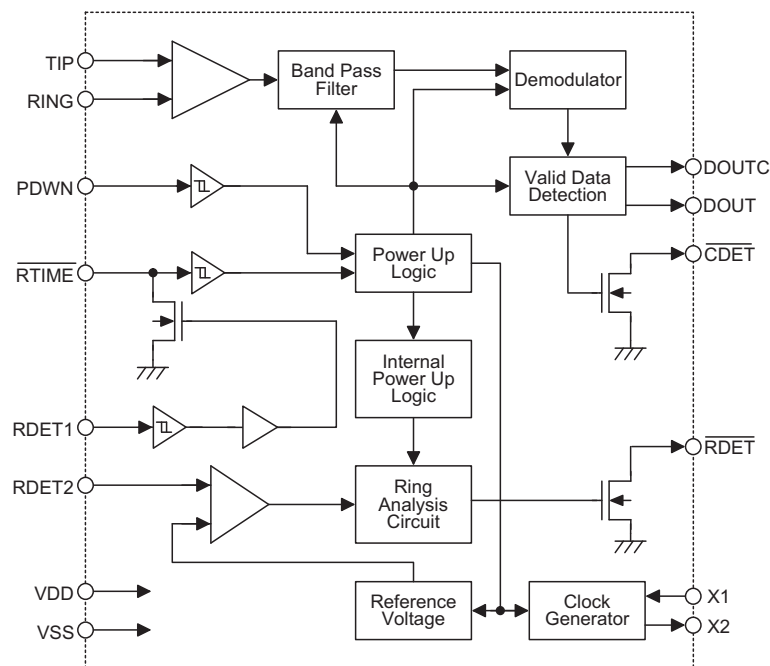 TIP
RING
Band Pass
Filter
Demodulator
PDWN
Valid Data
Detection
DOUTC
DOUT
RTIME
Power Up
Logic
CDET
Internal
Power Up
Logic
RDET1
RDET2
Ring
Analysis
Circuit
RDET
VDD
VSS
Reference
Voltage
Clock
Generator
X1
X2